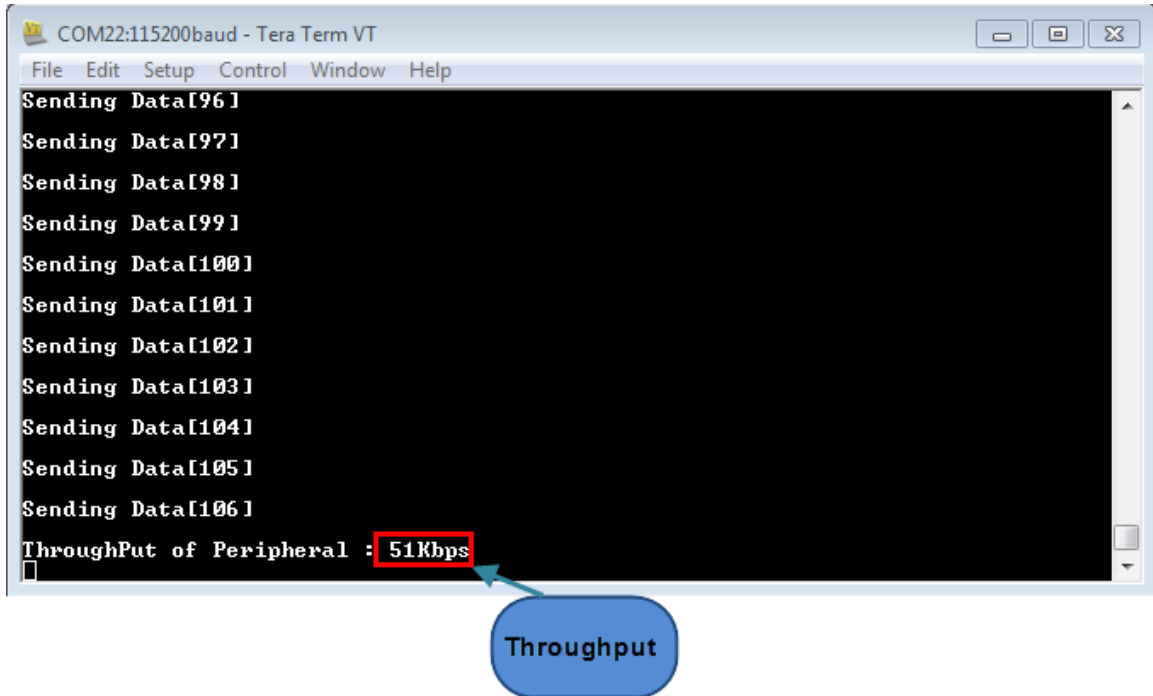 COM22:115200baud - Tera Term VT
File Edit Setup Control Window Help
Sending Data[96]
Sending Data[97]
Sending Data[98]
Sending Data[99]
Sending Data[100]
Sending Data[101]
Sending Data[102]
Sending Data[103]
Sending Data[104]
Sending Data[105]
Sending Data[106]
ThroughPut of Peripheral : 51Kbps
Throughput